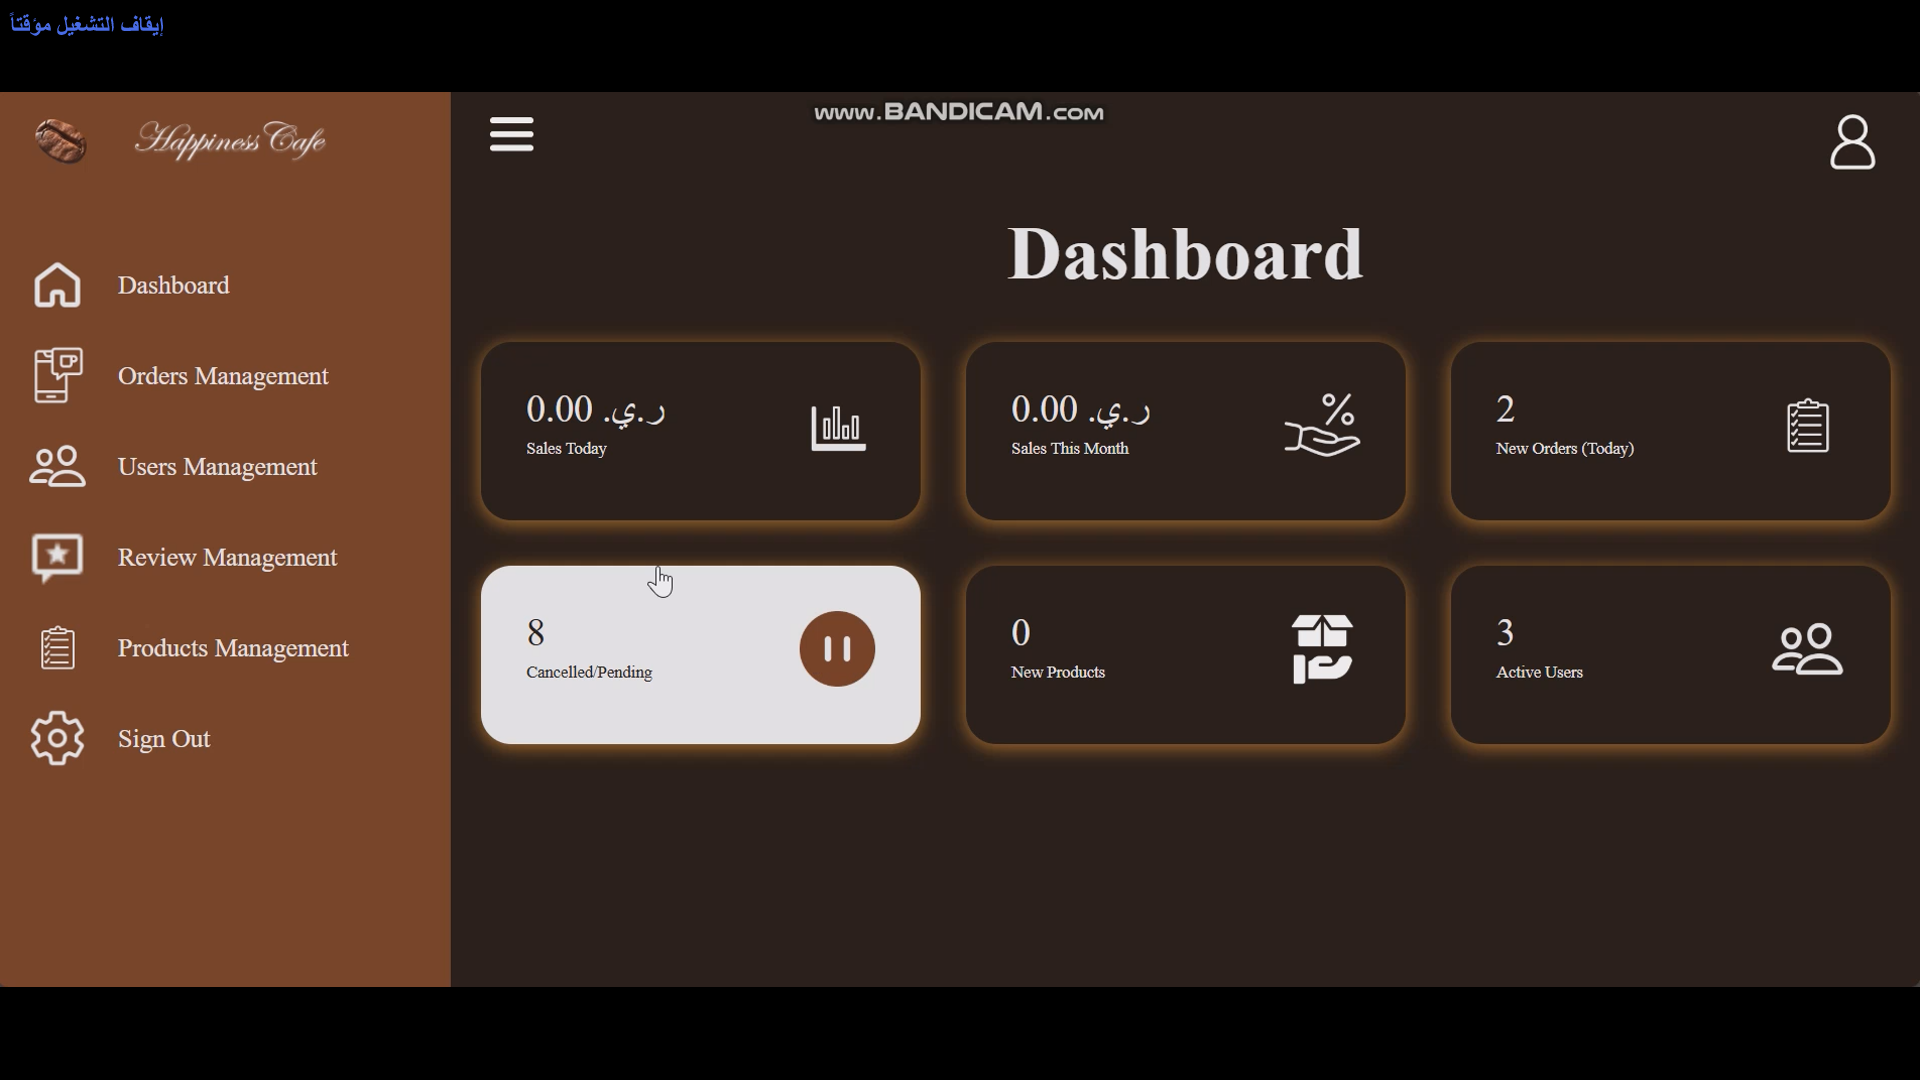 إيقاف التشغيل مؤقتاً
www.BANDICAM.com
Happiness Cafe
Dashboard
Orders Management
Users Management
Review Management
Products Management
Sign Out
Dashboard
ر.ي. 0.00
Sales Today
ر.ي. 0.00
Sales This Month
2
New Orders (Today)
8
Cancelled/Pending
0
New Products
3
Active Users